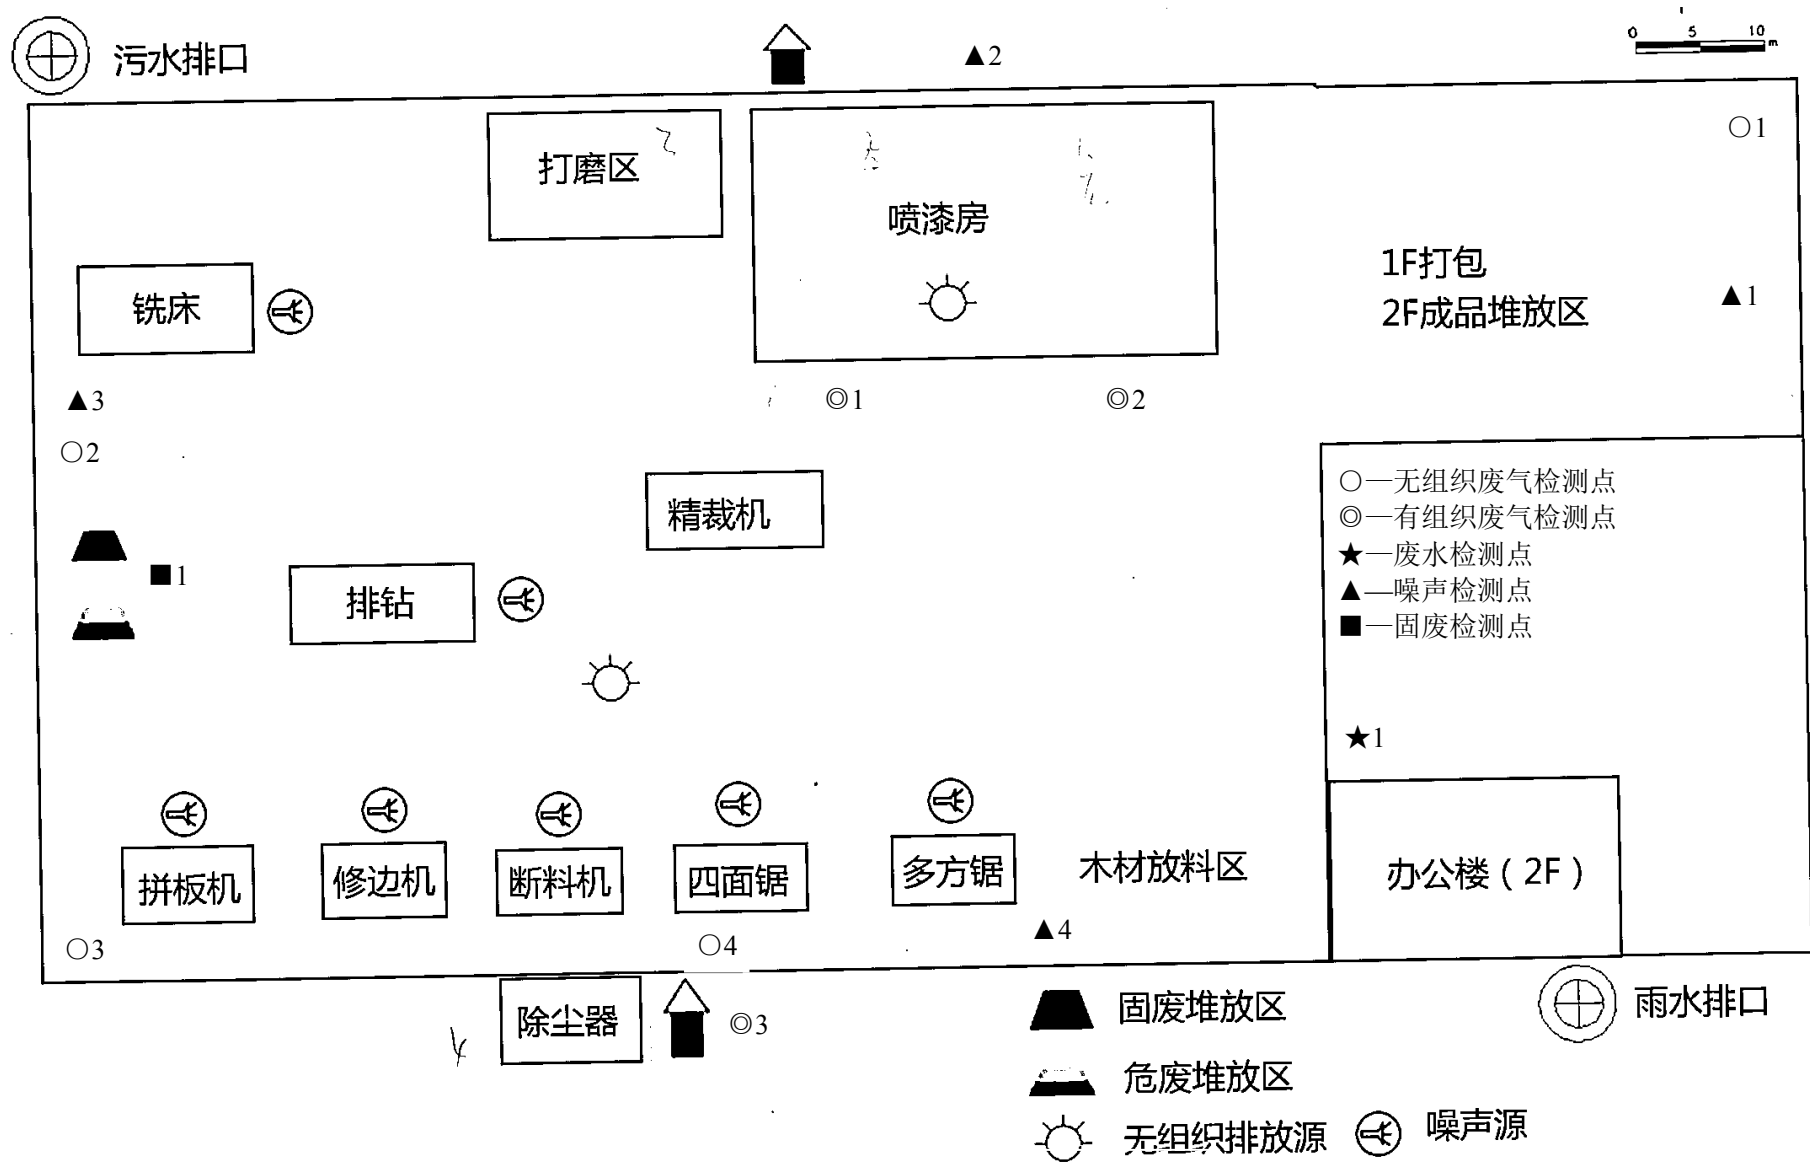 污水排口
▲2
0 5 10 m
打磨区
喷漆房
○1
铣床
1F打包
2F成品堆放区
▲1
▲3
◎1
◎2
○2
精裁机
○—无组织废气检测点
◎—有组织废气检测点
★—废水检测点
▲—噪声检测点
■—固废检测点
■1
排钻
★1
拼板机
修边机
断料机
四面锯
多方锯
木材放料区
办公楼（2F）
○3
○4
▲4
除尘器
◎3
固废堆放区
雨水排口
危废堆放区
无组织排放源
噪声源